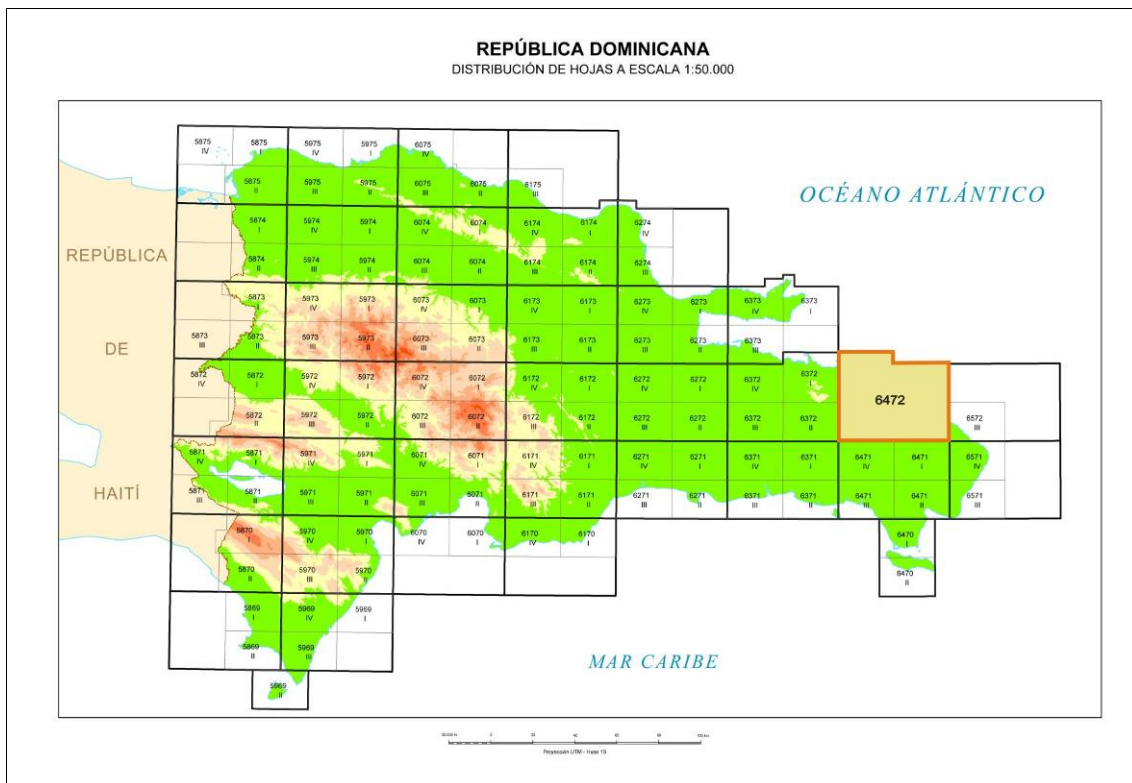 REPÚBLICA DOMINICANA
DISTRIBUCIÓN DE HOJAS A ESCALA 1:50.000
OCÉANO ATLÁNTICO
REPÚBLICA
DE
HAITÍ
MAR CARIBE
5875 IV
5875 I
5975 IV
5975 I
6075 IV
5875 II
5975 III
5975 II
6075 III
6075 II
6175 III
5874 I
5974 IV
5974 I
6074 IV
6074 I
6174 IV
6174 I
6274 IV
5874 II
5974 III
5974 II
6074 III
6074 II
6174 III
6174 II
6274 III
5873 I
5973 IV
5973 I
6073 IV
6073 I
6173 IV
6173 I
6273 IV
6273 I
6373 IV
6373 I
5873 III
5873 II
5973 III
5973 II
6073 III
6073 II
6173 III
6173 II
6273 III
6273 II
6373 III
5872 IV
5872 I
5972 IV
5972 I
6072 IV
6072 I
6172 IV
6172 I
6272 IV
6272 I
6372 IV
6372 I
6472
5872 II
5972 III
5972 II
6072 III
6072 II
6172 III
6172 II
6272 III
6272 II
6372 III
6372 II
6572 III
5871 IV
5871 I
5971 IV
5971 I
6071 IV
6071 I
6171 IV
6171 I
6271 IV
6271 I
6371 IV
6371 I
6471 IV
6471 I
6571 IV
5871 III
5871 II
5971 III
5971 II
6071 III
6071 II
6171 III
6171 II
6271 III
6271 II
6371 III
6371 II
6471 III
6471 II
6571 III
5870 I
5970 IV
5970 I
6070 IV
6070 I
6170 IV
6170 I
6470 I
5870 II
5970 III
5970 II
6470 II
5869 I
5969 IV
5969 I
5869 II
5969 III
5969 II